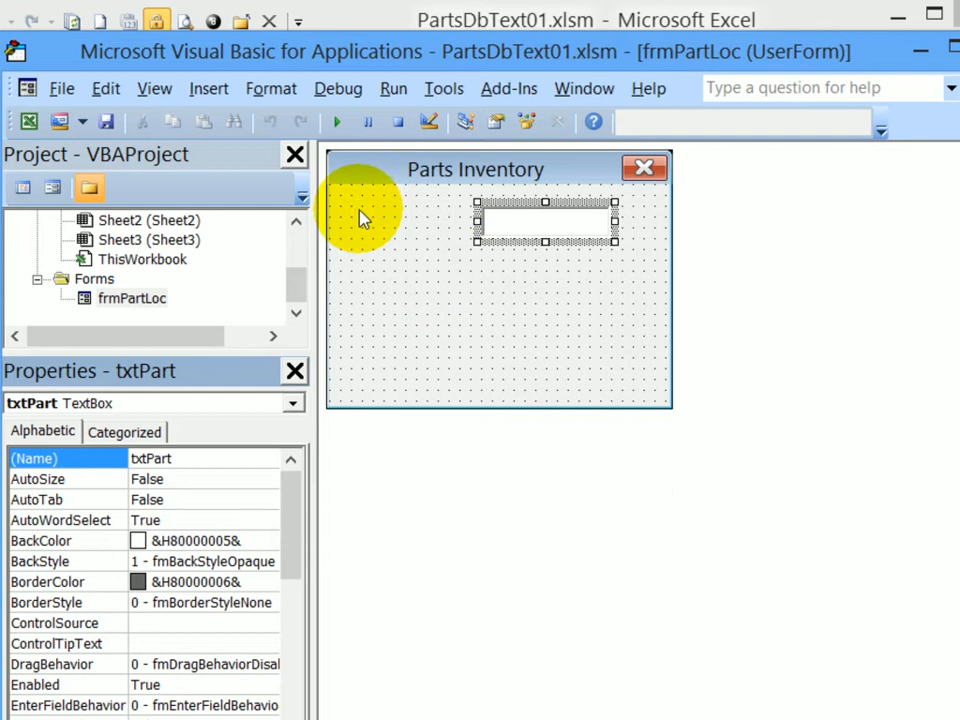 PartsDbText01.xlsm - Microsoft Excel
Microsoft Visual Basic for Applications - PartsDbText01.xlsm - [frmPartLoc (UserForm)]
File Edit View Insert Format Debug Run Tools Add-Ins Window Help Type a question for help
Project - VBAProject
Sheet2 (Sheet2)
Sheet3 (Sheet3)
ThisWorkbook
Forms
frmPartLoc
Parts Inventory
Properties - txtPart
txtPart TextBox
Alphabetic Categorized
(Name) txtPart
AutoSize False
AutoTab False
AutoWordSelect True
BackColor &H80000005&
BackStyle 1 - fmBackStyleOpaque
BorderColor &H80000006&
BorderStyle 0 - fmBorderStyleNone
ControlSource
ControlTipText
DragBehavior 0 - fmDragBehaviorDisal
Enabled True
EnterFieldBehavior 0 - fmEnterFieldBehavio